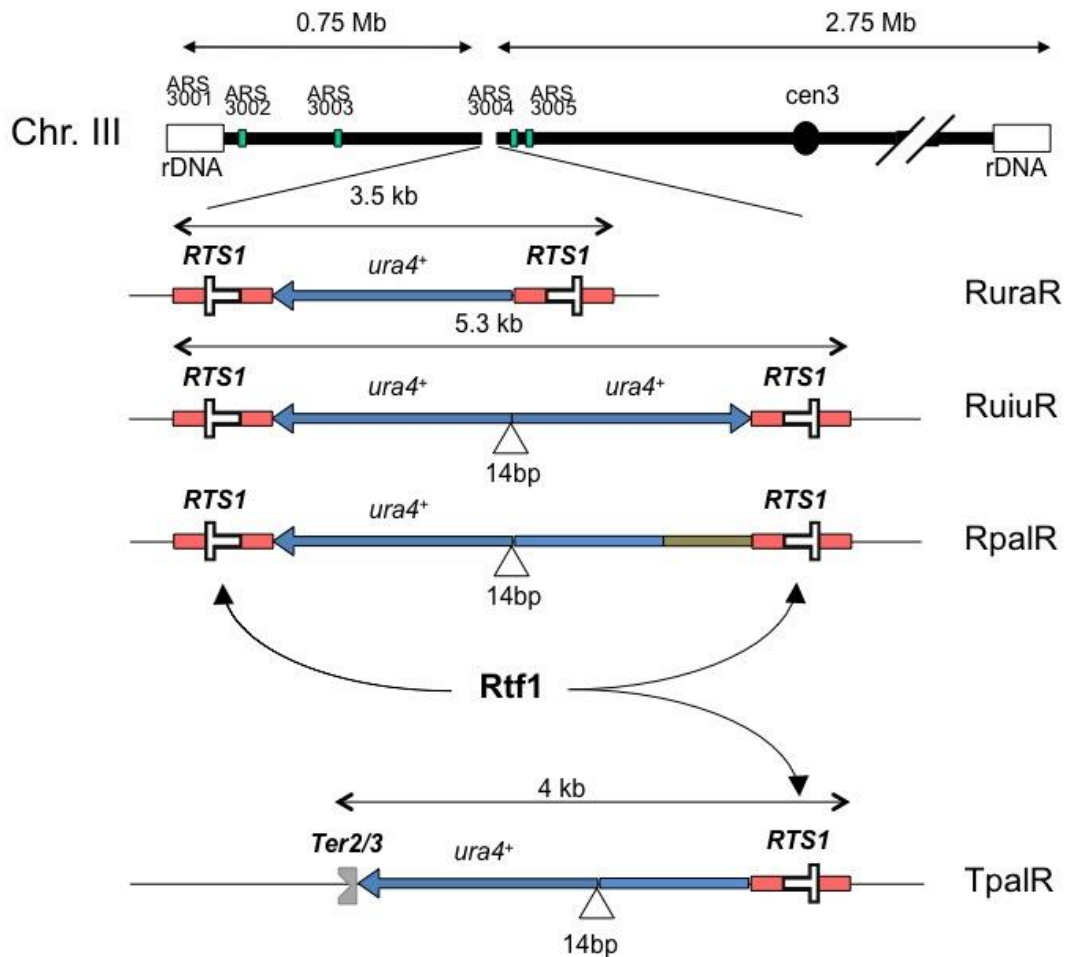 0.75 Mb 2.75 Mb
ARS ARS ARS ARS ARS
3001 3002 3003 3004 3005
cen3
Chr. III
rDNA rDNA
3.5 kb
RTS1 ura4+ RTS1
RuraR
5.3 kb
RTS1 ura4+ ura4+ RTS1
RuiuR
14bp
RTS1 ura4+ RTS1
RpalR
14bp
Rtf1
4 kb
Ter2/3 ura4+ RTS1
TpalR
14bp